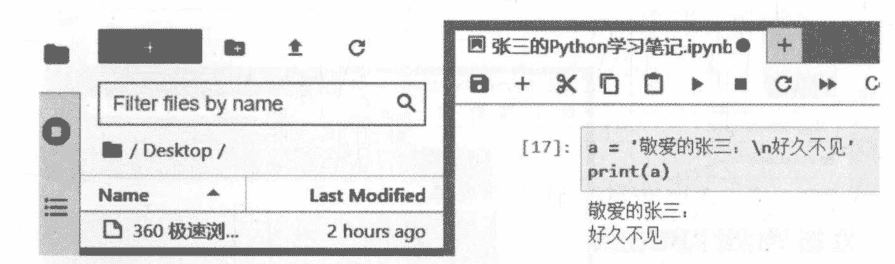 +
Filter files by name
/ Desktop /
Name Last Modified
360 极速浏... 2 hours ago
张三的Python学习笔记.ipynb +
+ C
[17]: a = '敬爱的张三：\n好久不见'
print(a)
敬爱的张三：
好久不见